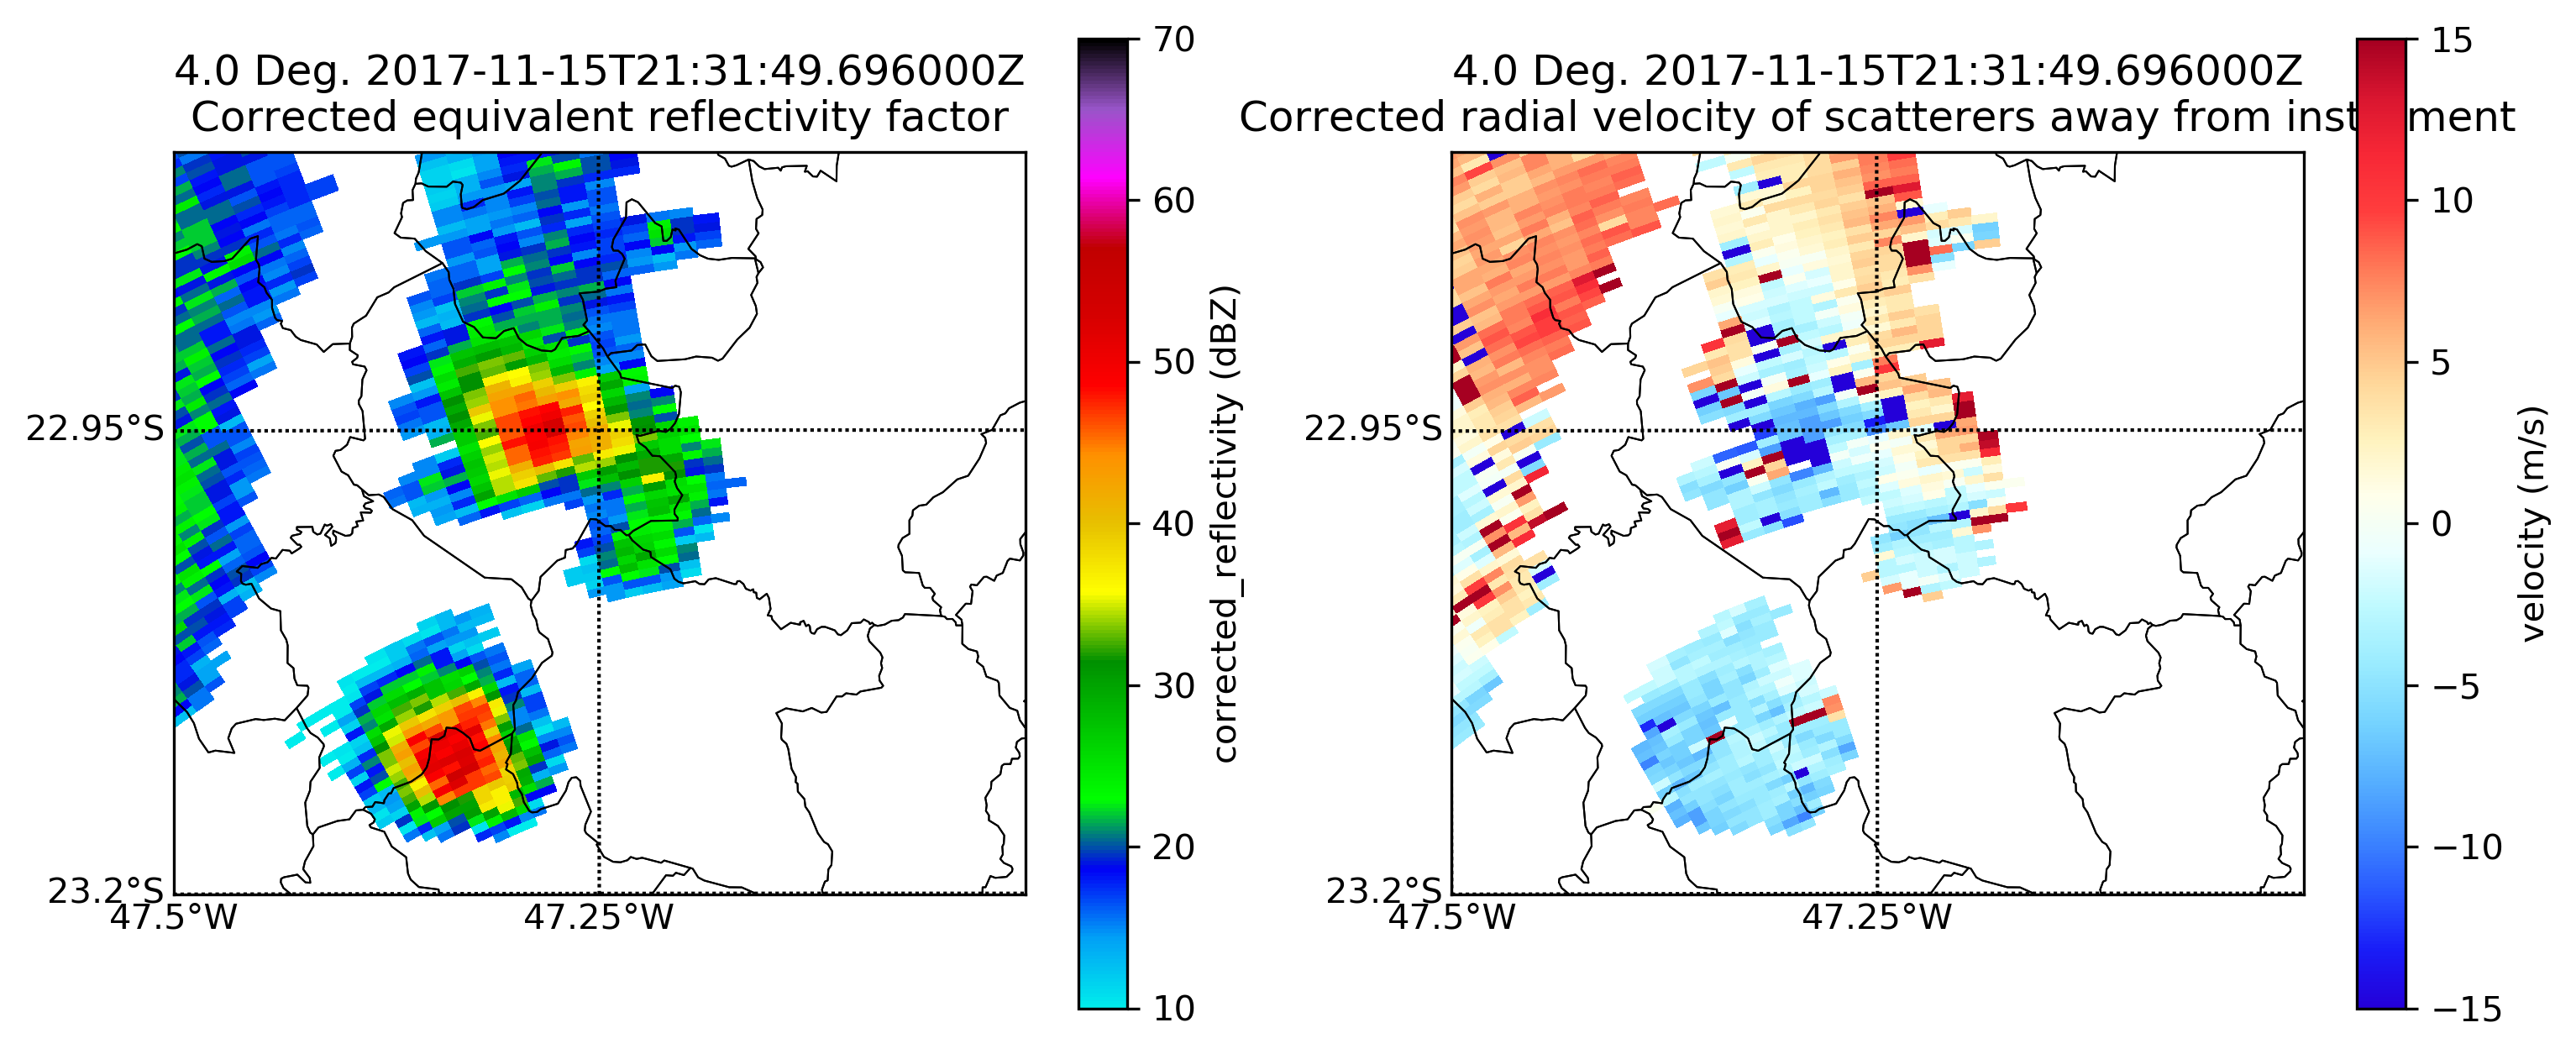 4.0 Deg. 2017-11-15T21:31:49.696000Z
Corrected equivalent reflectivity factor
22.95°S
23.2°S
47.5°W
47.25°W
70
60
50
40
30
20
10
corrected_reflectivity (dBZ)
4.0 Deg. 2017-11-15T21:31:49.696000Z
Corrected radial velocity of scatterers away from inst ment
22.95°S
23.2°S
47.5°W
47.25°W
15
10
5
0
−5
−10
−15
velocity (m/s)